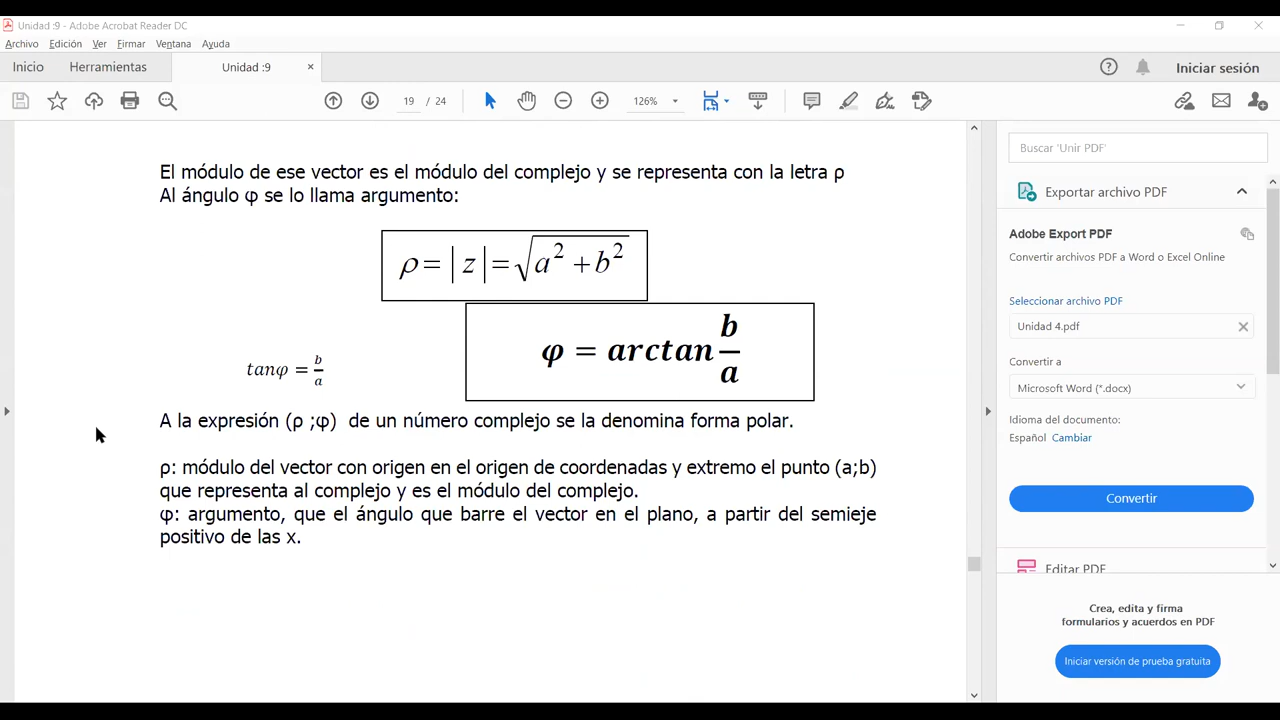 Unidad :9 - Adobe Acrobat Reader DC
Archivo Edición Ver Firmar Ventana Ayuda
Inicio Herramientas Unidad :9 × Iniciar sesión
19 / 24 126%
El módulo de ese vector es el módulo del complejo y se representa con la letra ρ
Al ángulo φ se lo llama argumento:
ρ = | z | = √a² + b²
φ = arctan b/a
tanφ = b/a
A la expresión (ρ ;φ) de un número complejo se la denomina forma polar.
ρ: módulo del vector con origen en el origen de coordenadas y extremo el punto (a;b)
que representa al complejo y es el módulo del complejo.
φ: argumento, que el ángulo que barre el vector en el plano, a partir del semieje
positivo de las x.
Buscar 'Unir PDF'
Exportar archivo PDF
Adobe Export PDF
Convertir archivos PDF a Word o Excel Online
Seleccionar archivo PDF
Unidad 4.pdf
Convertir a
Microsoft Word (*.docx)
Idioma del documento:
Español Cambiar
Convertir
Editar PDF
Crea, edita y firma
formularios y acuerdos en PDF
Iniciar versión de prueba gratuita